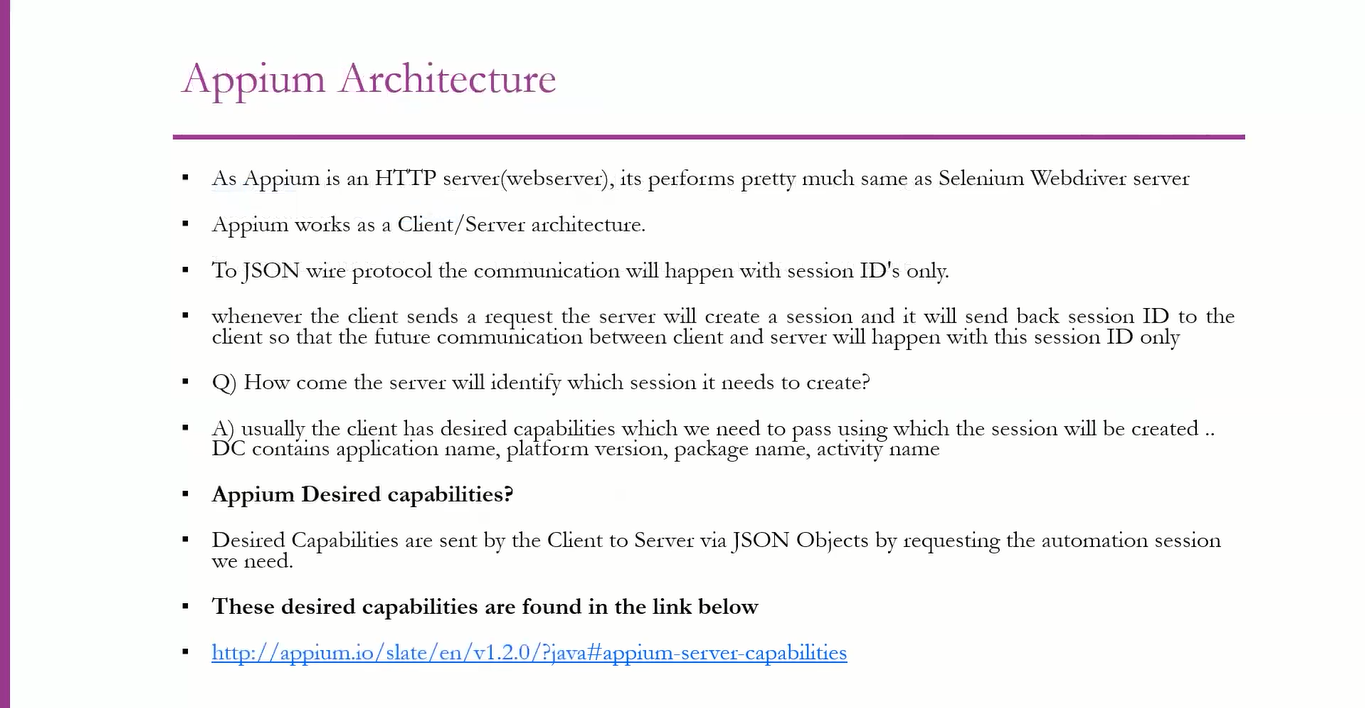 Appium Architecture
▪ As Appium is an HTTP server(webserver), its performs pretty much same as Selenium Webdriver server
▪ Appium works as a Client/Server architecture.
▪ To JSON wire protocol the communication will happen with session ID's only.
▪ whenever the client sends a request the server will create a session and it will send back session ID to the
client so that the future communication between client and server will happen with this session ID only
▪ Q) How come the server will identify which session it needs to create?
▪ A) usually the client has desired capabilities which we need to pass using which the session will be created ..
DC contains application name, platform version, package name, activity name
▪ Appium Desired capabilities?
▪ Desired Capabilities are sent by the Client to Server via JSON Objects by requesting the automation session
we need.
▪ These desired capabilities are found in the link below
▪ http://appium.io/slate/en/v1.2.0/?java#appium-server-capabilities